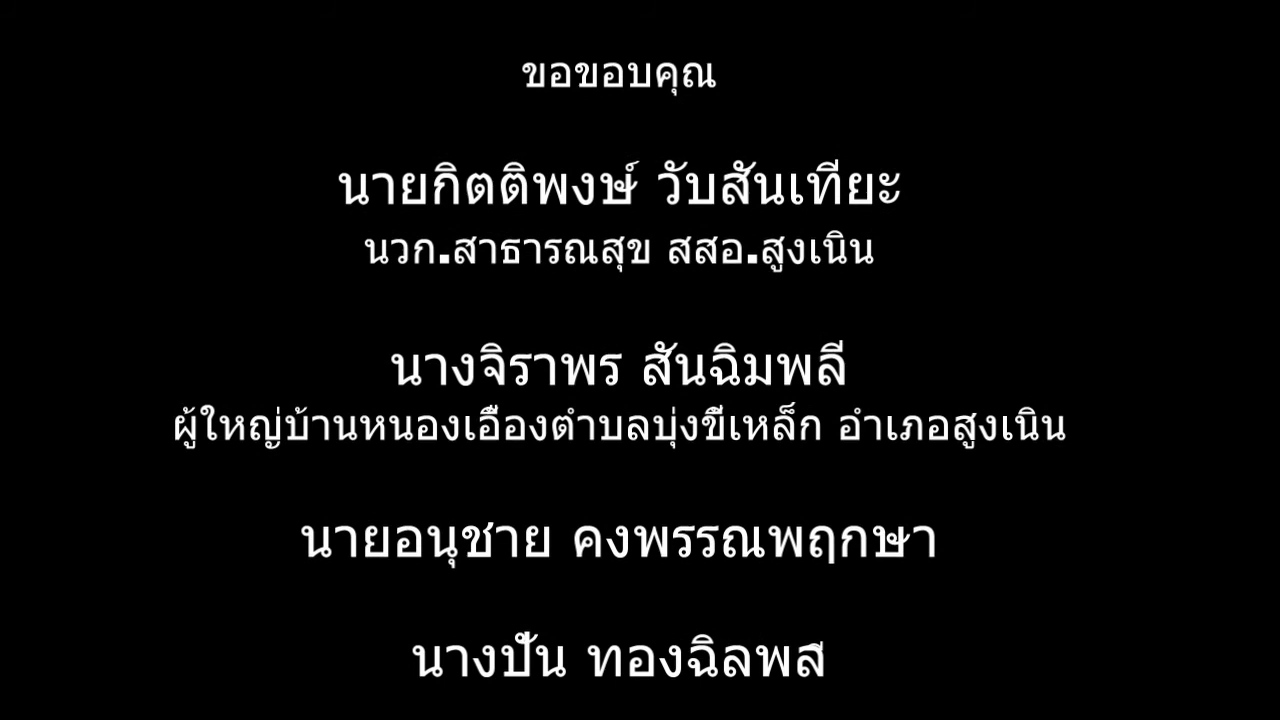 ขอขอบคุณ
นายกิตติพงษ์ วับสันเทียะ
นวก.สาธารณสุข สสอ.สูงเนิน
นางจิราพร สันฉิมพลี
ผู้ใหญ่บ้านหนองเอื่องตำบลบุ่งขี้เหล็ก อำเภอสูงเนิน
นายอนุชาย คงพรรณพฤกษา
นางปั่น ทองฉิลพลี